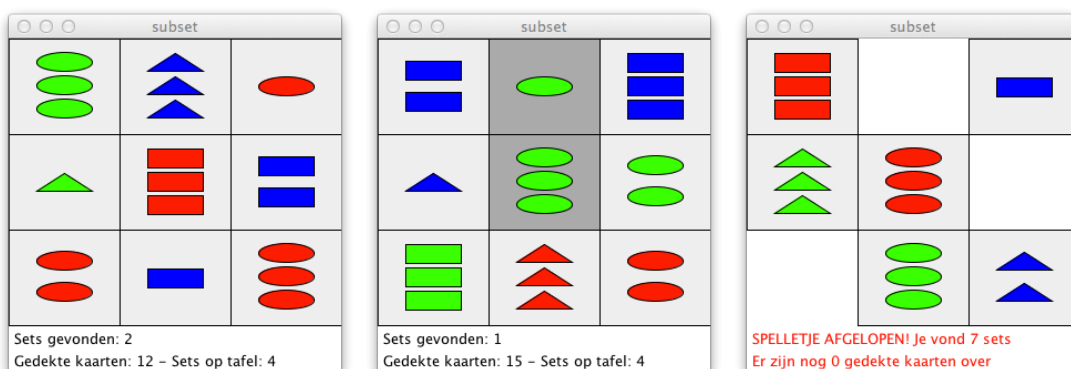 subset
Sets gevonden: 2
Gedekte kaarten: 12 – Sets op tafel: 4
subset
Sets gevonden: 1
Gedekte kaarten: 15 – Sets op tafel: 4
subset
SPELLETJE AFGELOPEN! Je vond 7 sets
Er zijn nog 0 gedekte kaarten over